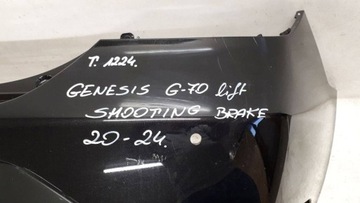 T. 1224.
GENESIS G-70 lift
SHOOTING BRAKE
20-24.